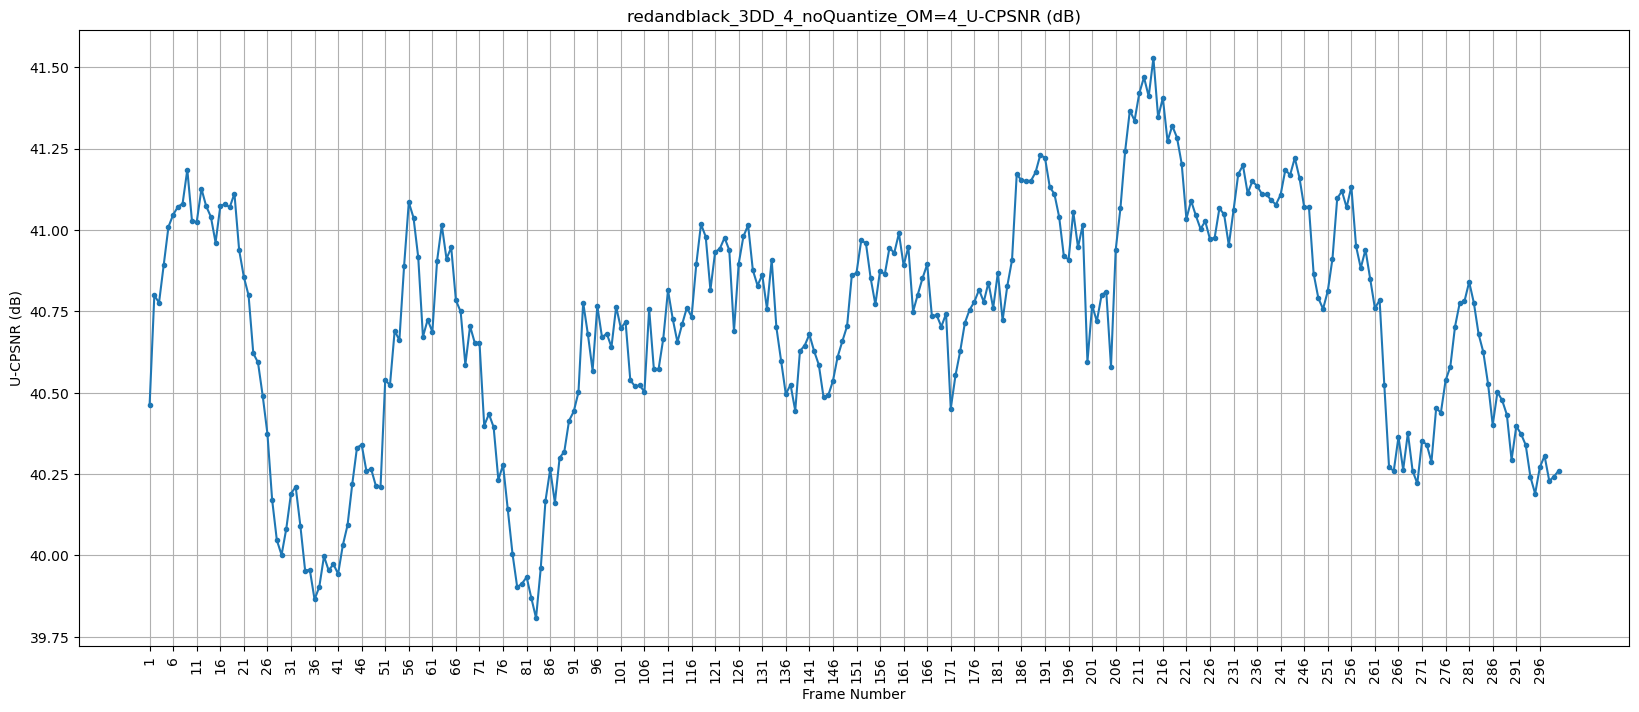 redandblack_3DD_4_noQuantize_OM=4_U-CPSNR (dB)
U-CPSNR (dB)
41.50
41.25
41.00
40.75
40.50
40.25
40.00
39.75
1 6 11 16 21 26 31 36 41 46 51 56 61 66 71 76 81 86 91 96 101 106 111 116 121 126 131 136 141 146 151 156 161 166 171 176 181 186 191 196 201 206 211 216 221 226 231 236 241 246 251 256 261 266 271 276 281 286 291 296
Frame Number